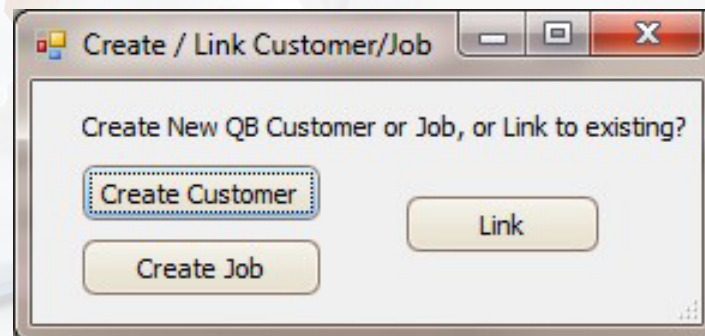 Create / Link Customer/Job
Create New QB Customer or Job, or Link to existing?
Create Customer
Link
Create Job